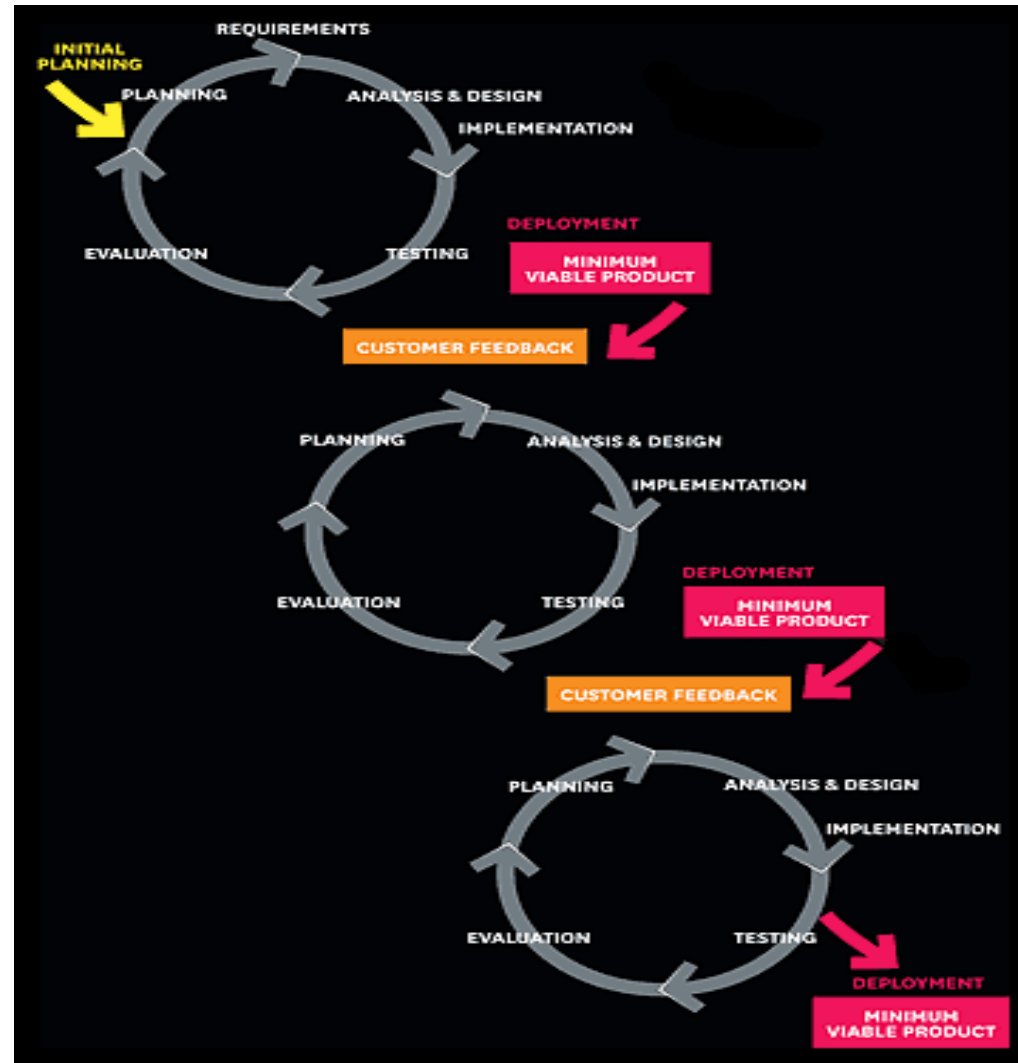 REQUIREMENTS
INITIAL
PLANNING
PLANNING
ANALYSIS & DESIGN
IMPLEMENTATION
EVALUATION
TESTING
DEPLOYMENT
MINIMUM
VIABLE PRODUCT
CUSTOMER FEEDBACK
PLANNING
ANALYSIS & DESIGN
IMPLEMENTATION
EVALUATION
TESTING
DEPLOYMENT
MINIMUM
VIABLE PRODUCT
CUSTOMER FEEDBACK
PLANNING
ANALYSIS & DESIGN
IMPLEMENTATION
EVALUATION
TESTING
DEPLOYMENT
MINIMUM
VIABLE PRODUCT